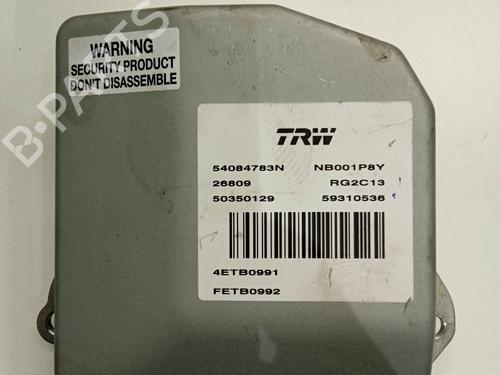 WARNING
SECURITY PRODUCT
DON'T DISASSEMBLE
B-PARTS
TRW
54084783N NB001P8Y
26809 RG2C13
50350129 59310536
4ETB0991
FETB0992